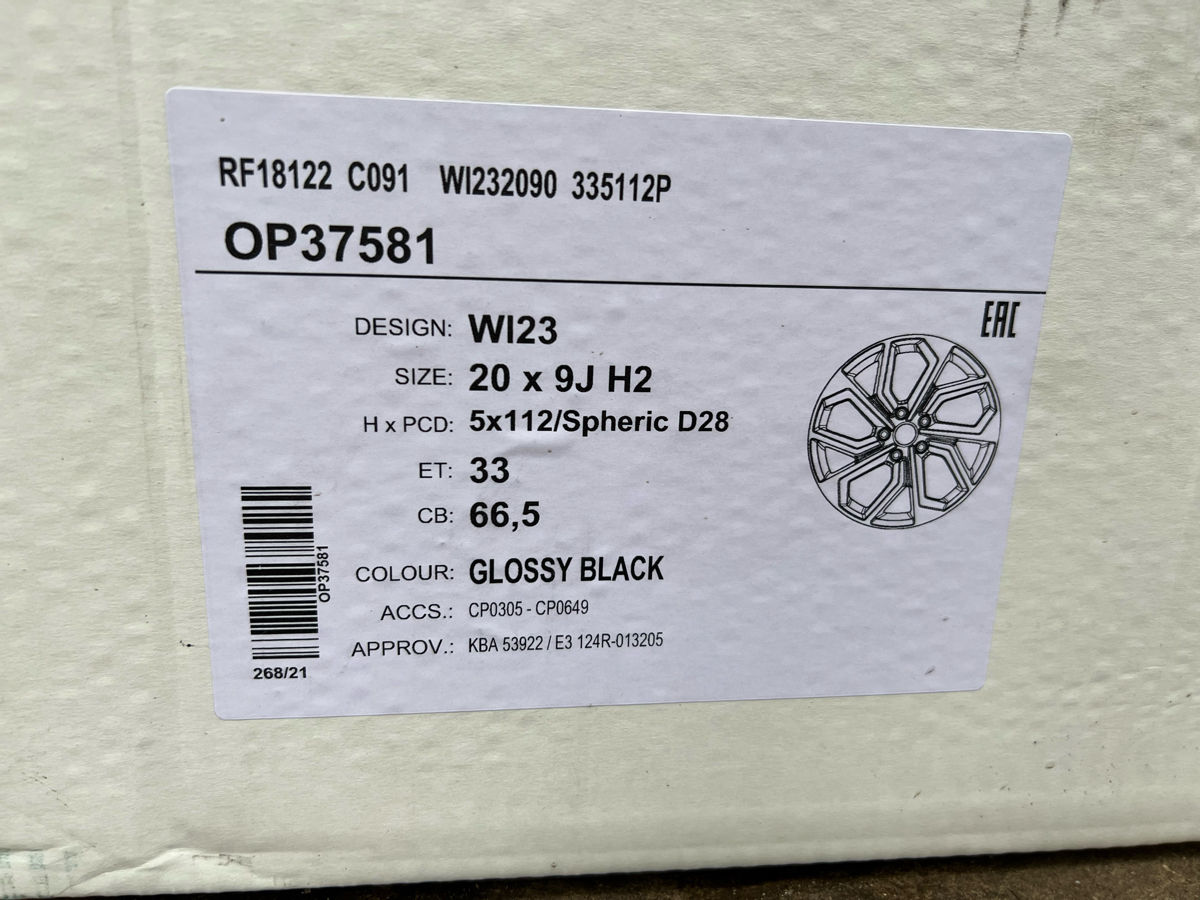 RF18122 C091 WI232090 335112P
OP37581
EAC
DESIGN: WI23
SIZE: 20 x 9J H2
H x PCD: 5x112/Spheric D28
ET: 33
CB: 66,5
COLOUR: GLOSSY BLACK
ACCS.: CP0305 - CP0649
APPROV.: KBA 53922 / E3 124R-013205
OP37581
268/21